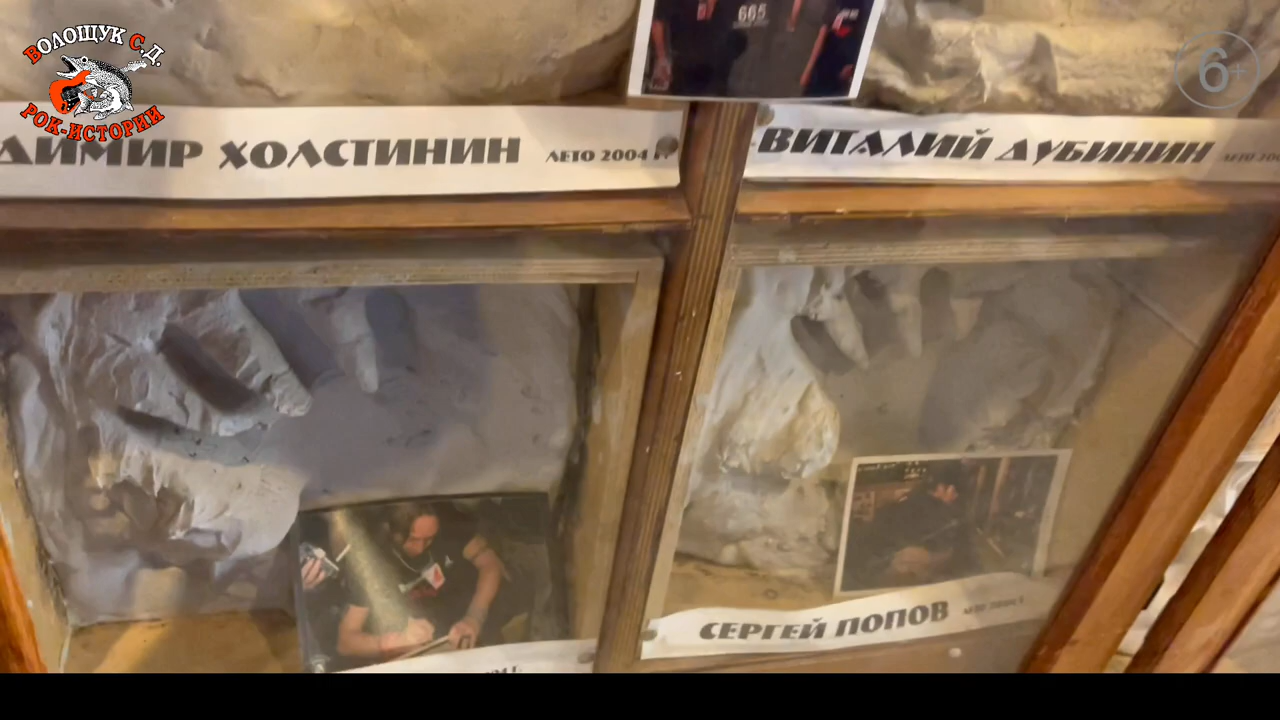 ВОЛОЩУК С.Д.
РОК-ИСТОРИИ
6+
665
ДИМИР ХОЛСТИНИН ЛЕТО 2004
ВИТАЛИЙ ДУБИНИН
СЕРГЕЙ ПОПОВ